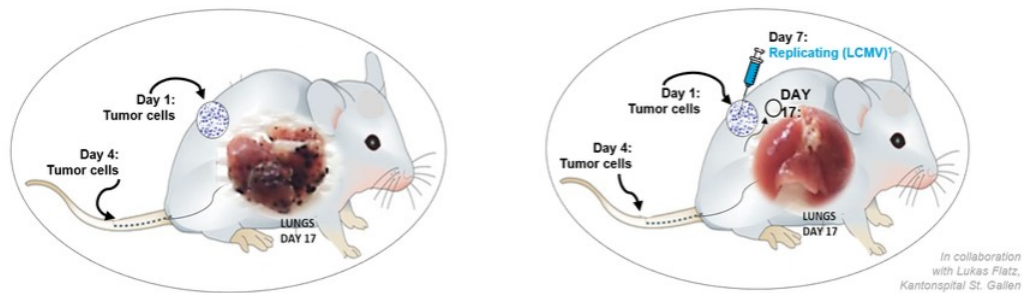 Day 1:
Tumor cells
Day 4:
Tumor cells
LUNGS
DAY 17
Day 7:
Replicating (LCMV)¹
Day 1:
Tumor cells
DAY
17:
Day 4:
Tumor cells
LUNGS
DAY 17
In collaboration
with Lukas Flatz,
Kantonspital St. Gallen